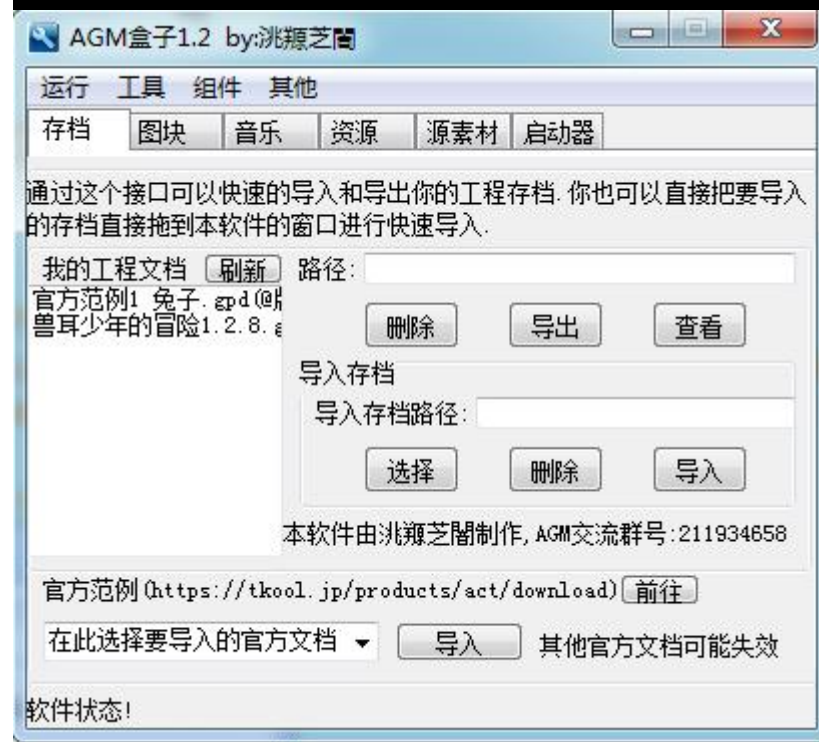 AGM盒子1.2 by:洮羱芝闇
运行 工具 组件 其他
存档 图块 音乐 资源 源素材 启动器
通过这个接口可以快速的导入和导出你的工程存档.你也可以直接把要导入
的存档直接拖到本软件的窗口进行快速导入.
我的工程文档 刷新 路径:
官方范例1_兔子.gpd(@
兽耳少年的冒险1.2.8.g
删除 导出 查看
导入存档
导入存档路径:
选择 删除 导入
本软件由洮羱芝闇制作,AGM交流群号:211934658
官方范例(https://tkool.jp/products/act/download) 前往
在此选择要导入的官方文档 导入 其他官方文档可能失效
软件状态!